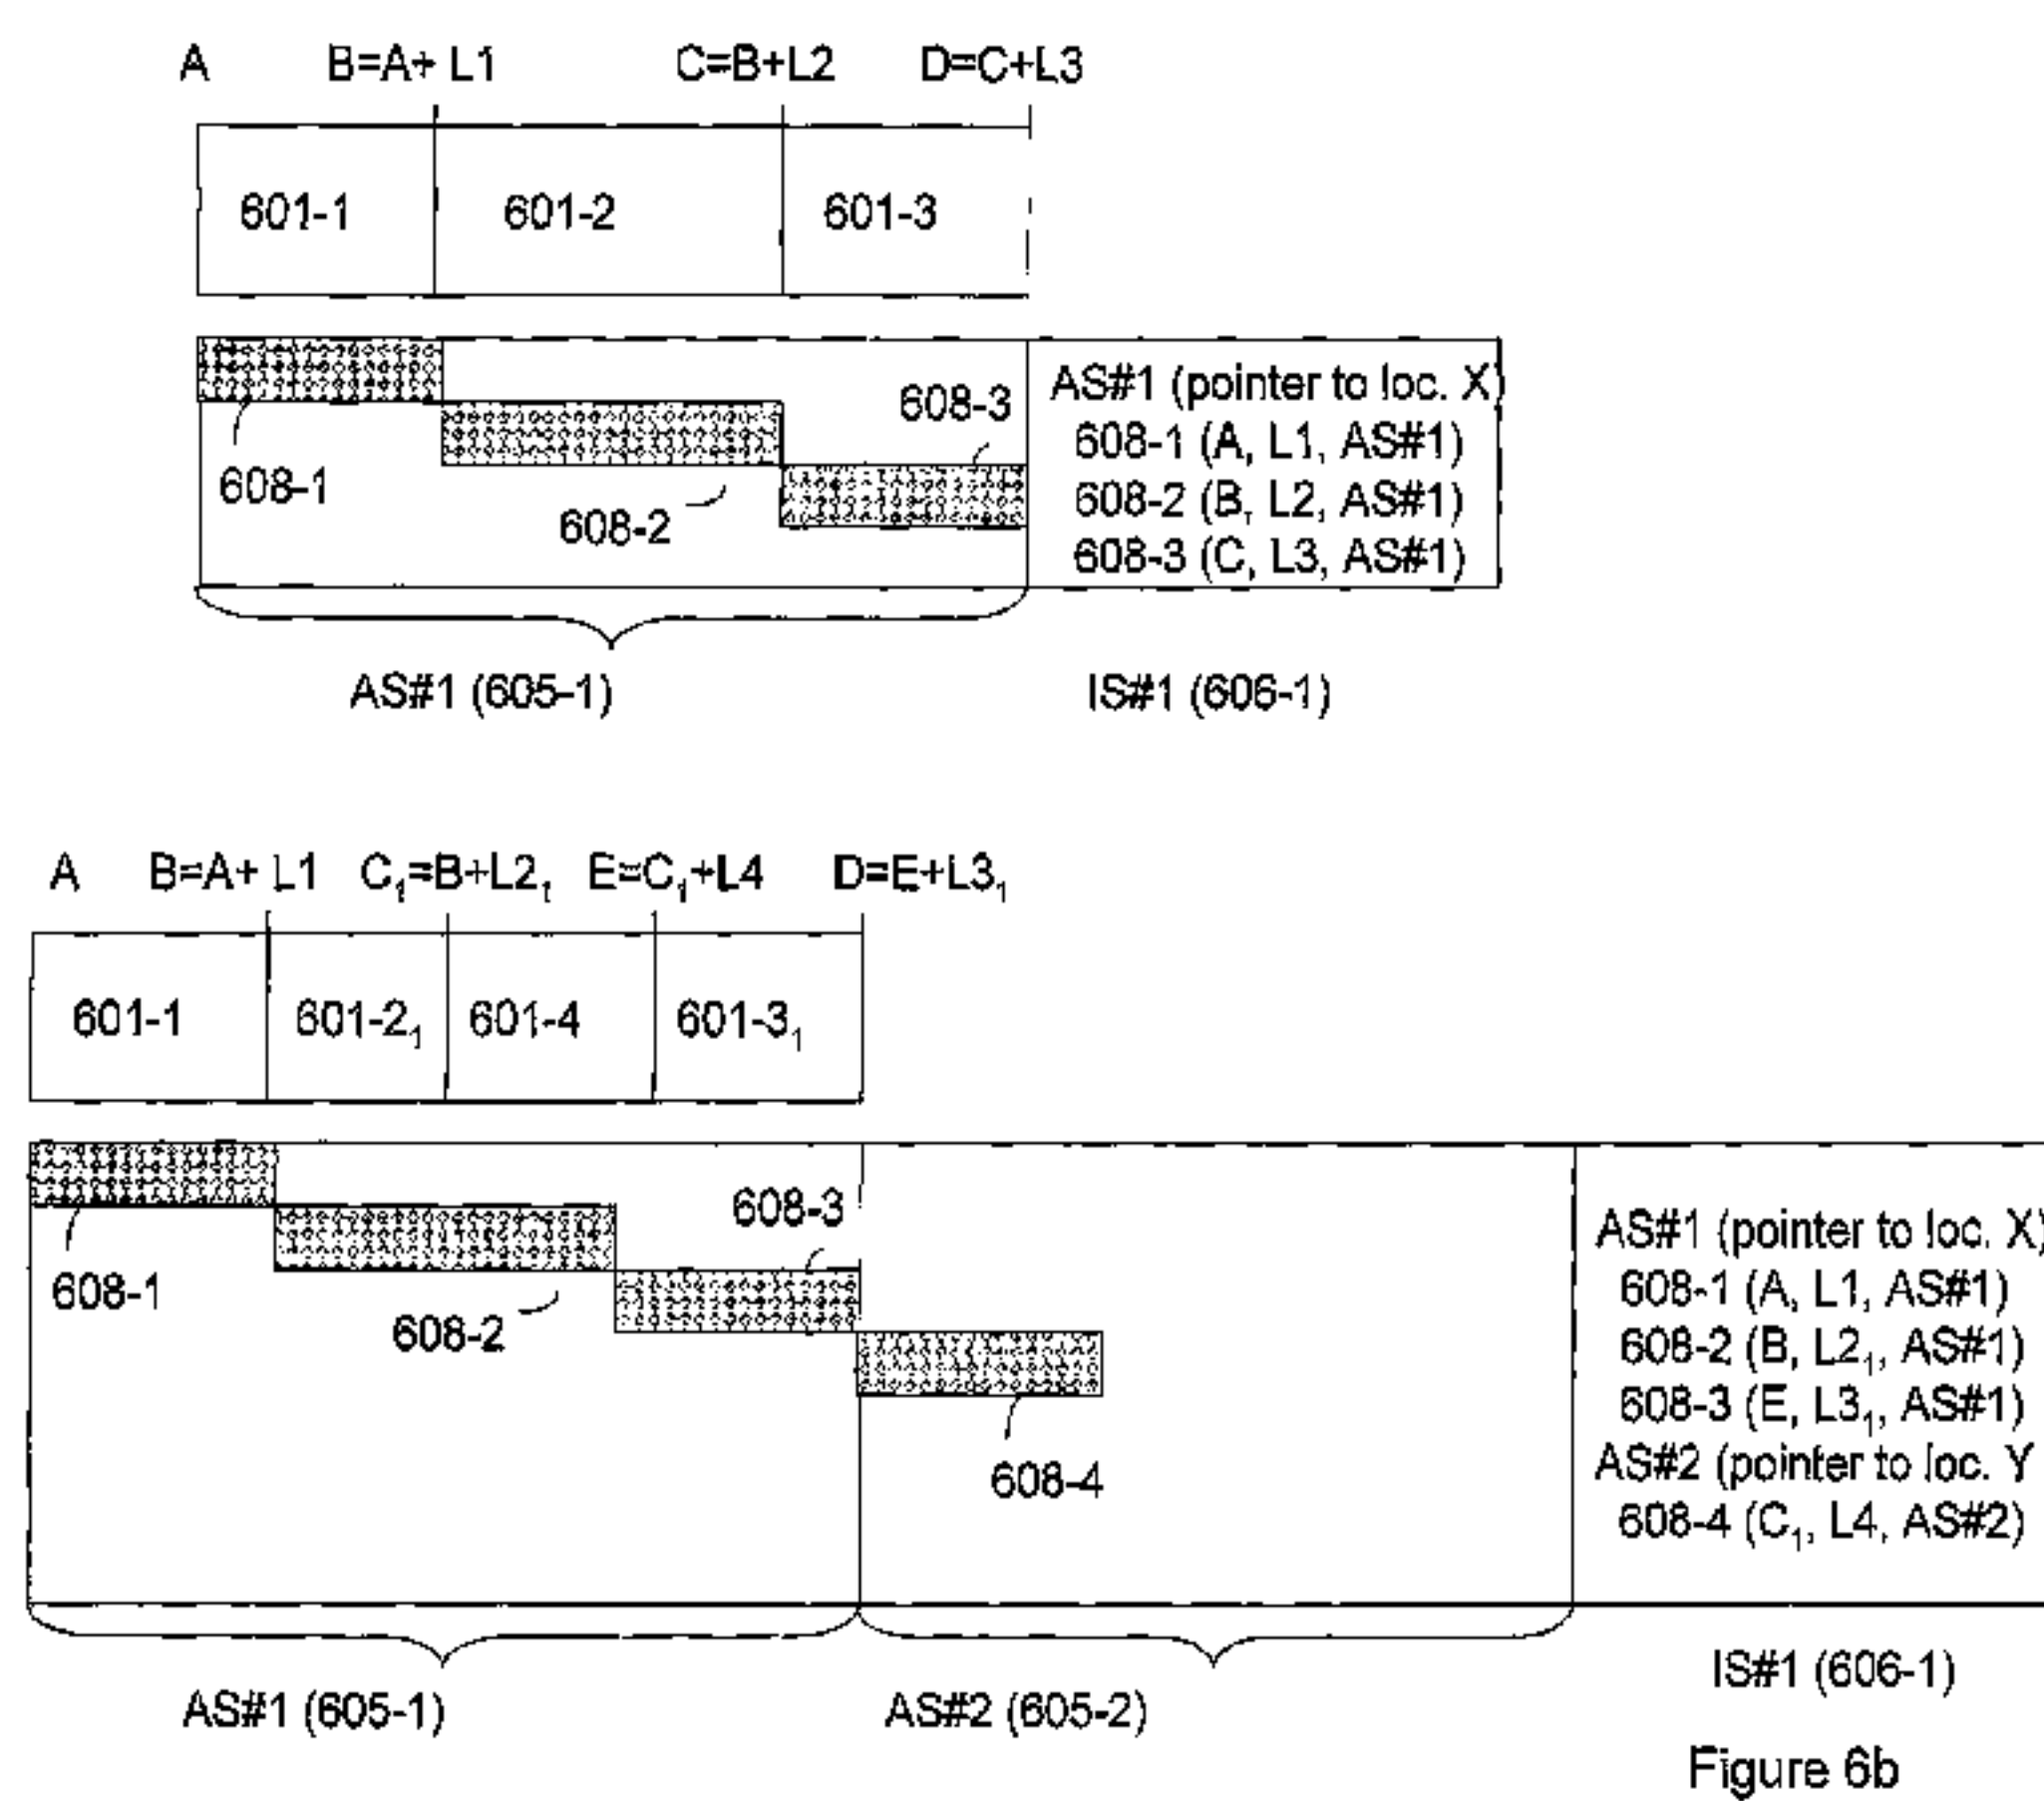 A B=A+ L1 C=B+L2 D=C+L3
601-1 601-2 601-3
608-3
608-1
608-2
AS#1 (pointer to loc. X)
608-1 (A, L1, AS#1)
608-2 (B, L2, AS#1)
608-3 (C, L3, AS#1)
AS#1 (605-1) IS#1 (606-1)
A B=A+ L1 C₁=B+L2₁ E=C₁+L4 D=E+L3₁
601-1 601-2₁ 601-4 601-3₁
608-3
608-1
608-2
608-4
AS#1 (pointer to loc. X)
608-1 (A, L1, AS#1)
608-2 (B, L2₁, AS#1)
608-3 (E, L3₁, AS#1)
AS#2 (pointer to loc. Y
608-4 (C₁, L4, AS#2)
AS#1 (605-1) AS#2 (605-2) IS#1 (606-1)
Figure 6b